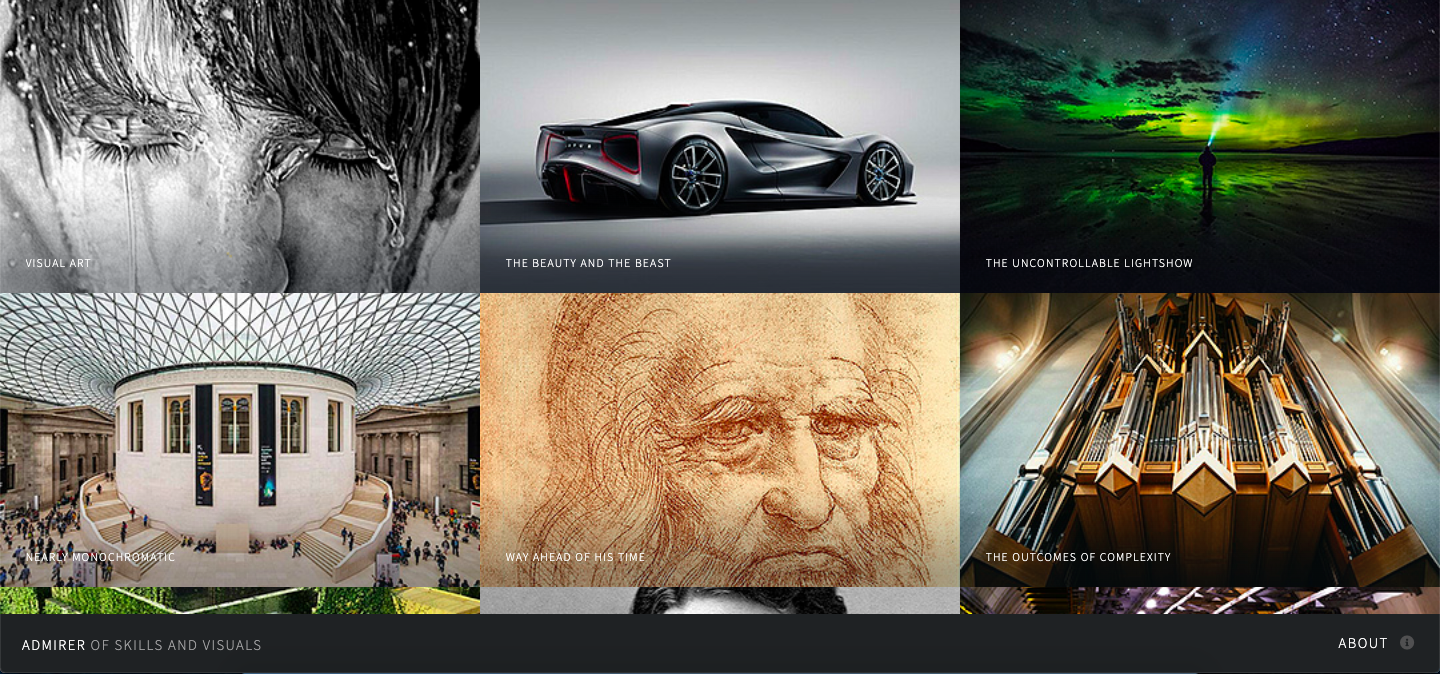 VISUAL ART
THE BEAUTY AND THE BEAST
THE UNCONTROLLABLE LIGHTSHOW
NEARLY MONOCHROMATIC
WAY AHEAD OF HIS TIME
THE OUTCOMES OF COMPLEXITY
ADMIRER OF SKILLS AND VISUALS
ABOUT